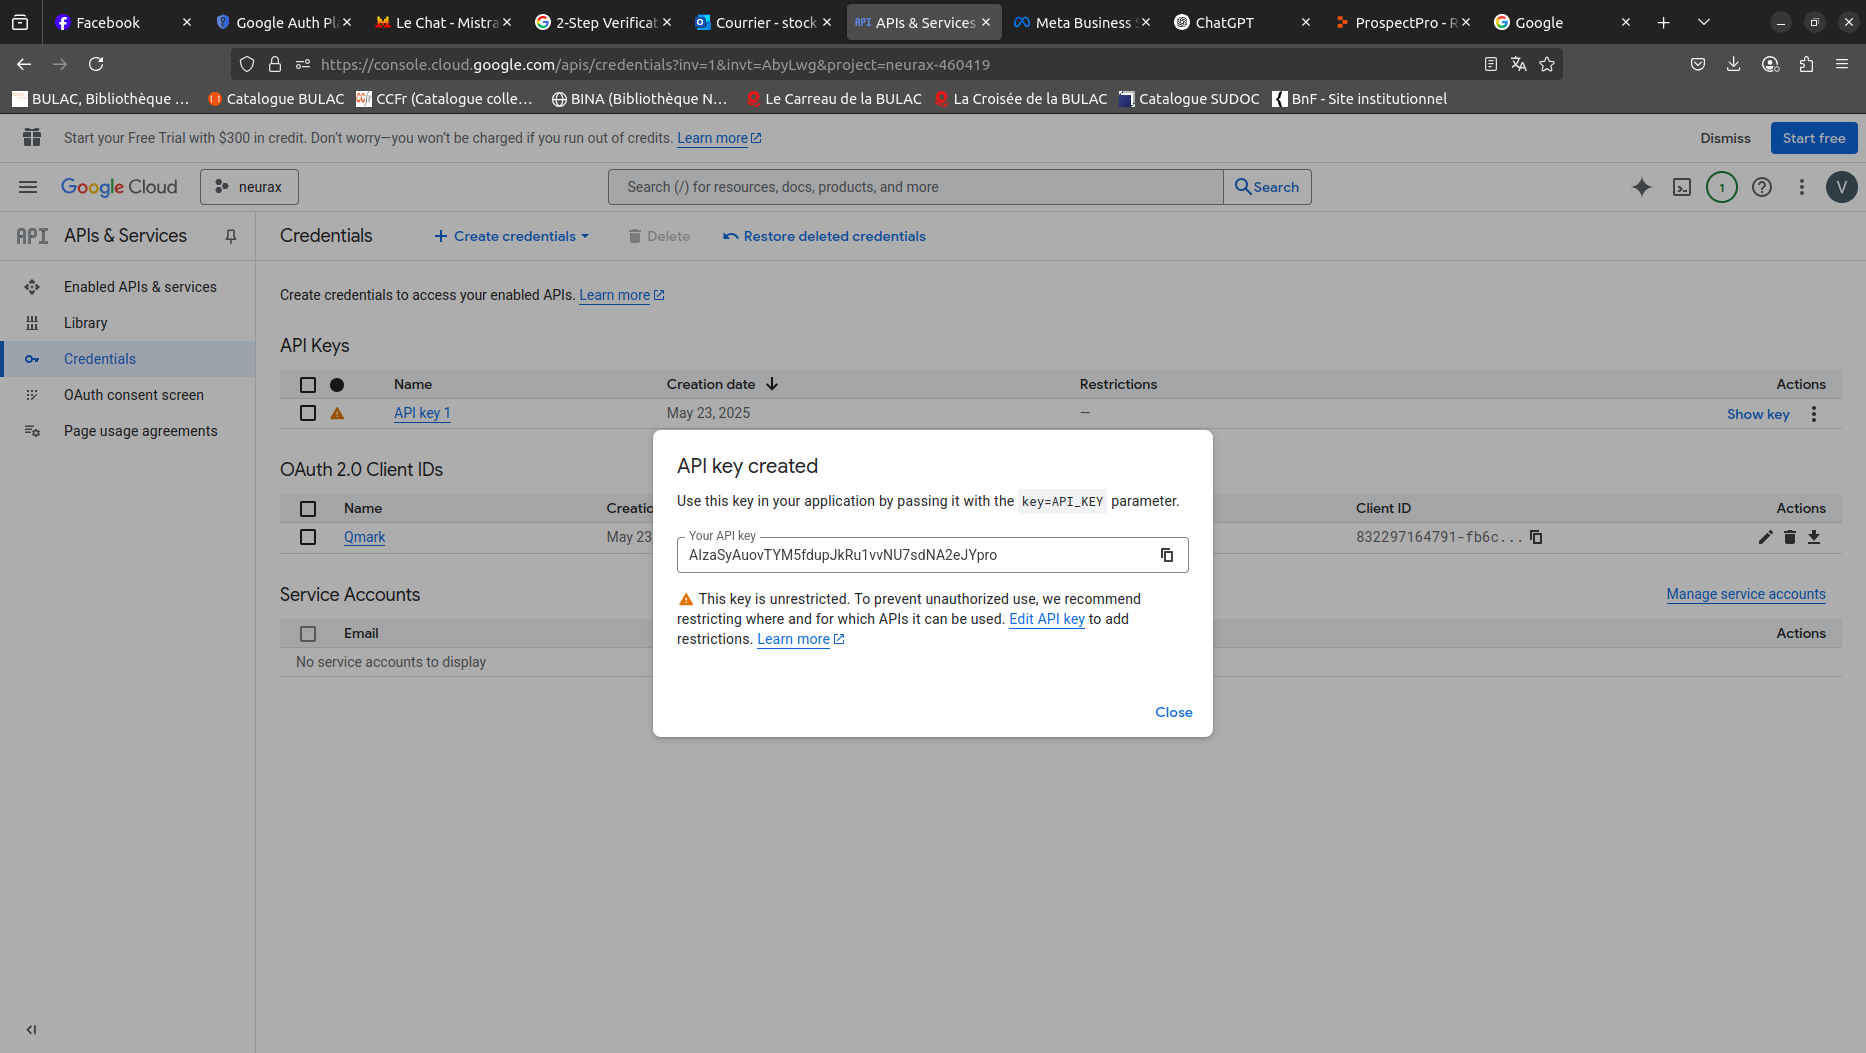 Facebook
Google Auth Pla
Le Chat - Mistra
2-Step Verificat
Courrier - stock
APIs & Services
Meta Business S
ChatGPT
ProspectPro - R
Google
https://console.cloud.google.com/apis/credentials?inv=1&invt=AbyLwg&project=neurax-460419
BULAC, Bibliothèque ...
Catalogue BULAC
CCFr (Catalogue colle...
BINA (Bibliothèque N...
Le Carreau de la BULAC
La Croisée de la BULAC
Catalogue SUDOC
BnF - Site institutionnel
Start your Free Trial with $300 in credit. Don't worry—you won't be charged if you run out of credits. Learn more
Dismiss
Start free
Google Cloud
neurax
Search (/) for resources, docs, products, and more
Search
1
V
API
APIs & Services
Credentials
Create credentials
Delete
Restore deleted credentials
Enabled APIs & services
Library
Credentials
OAuth consent screen
Page usage agreements
Create credentials to access your enabled APIs. Learn more
API Keys
Name
Creation date
Restrictions
Actions
API key 1
May 23, 2025
—
Show key
OAuth 2.0 Client IDs
Name
Creatio
Client ID
Actions
Qmark
May 23
832297164791-fb6c...
Service Accounts
Manage service accounts
Email
Actions
No service accounts to display
API key created
Use this key in your application by passing it with the key=API_KEY parameter.
Your API key
AIzaSyAuovTYM5fdupJkRu1vvNU7sdNA2eJYpro
This key is unrestricted. To prevent unauthorized use, we recommend
restricting where and for which APIs it can be used. Edit API key to add
restrictions. Learn more
Close